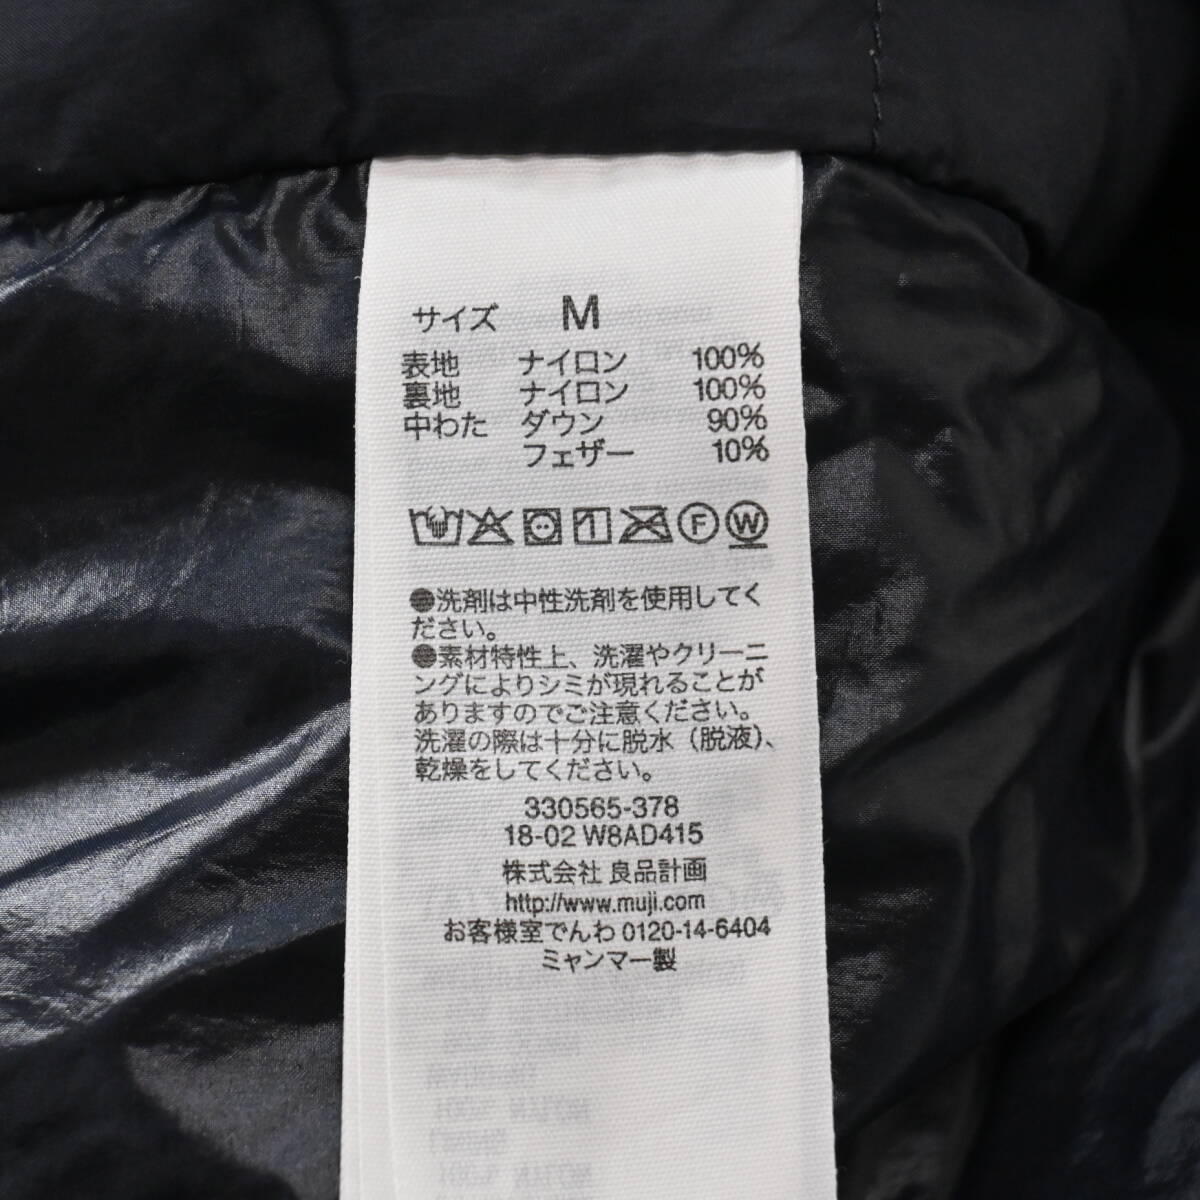 サイズ M
表地 ナイロン 100%
裏地 ナイロン 100%
中わた ダウン 90%
フェザー 10%
F W
●洗剤は中性洗剤を使用してく
ださい。
●素材特性上、洗濯やクリーニ
ングによりシミが現れることが
ありますのでご注意ください。
洗濯の際は十分に脱水（脱液）、
乾燥をしてください。
330565-378
18-02 W8AD415
株式会社 良品計画
http://www.muji.com
お客様室でんわ 0120-14-6404
ミャンマー製